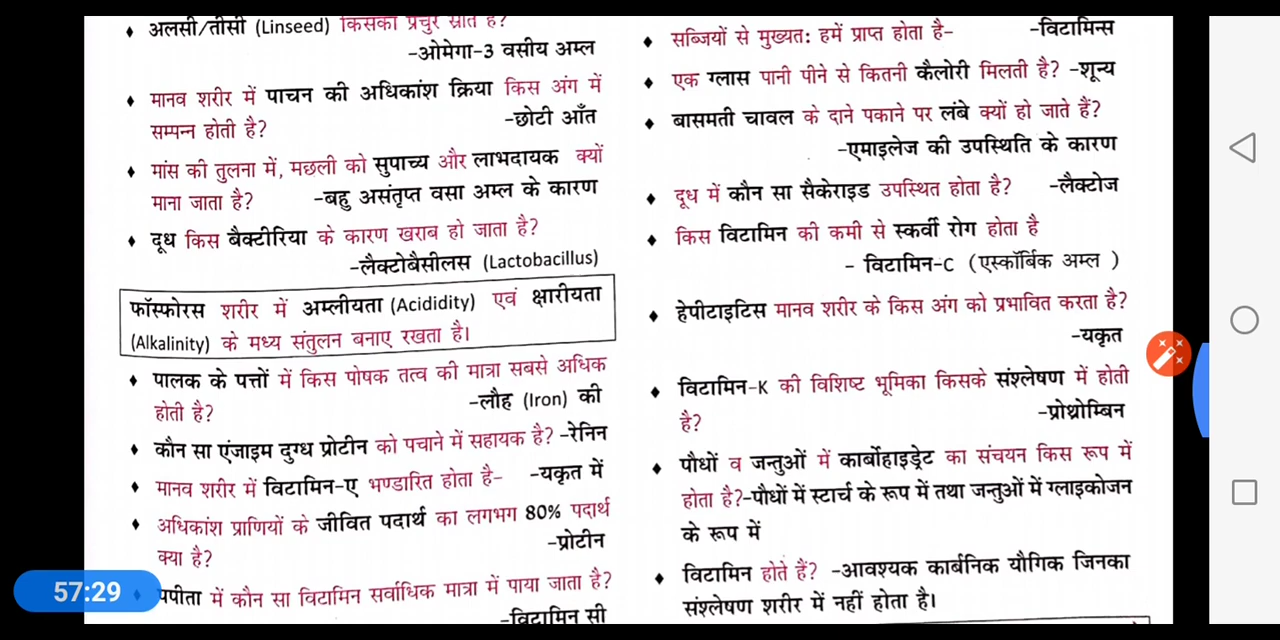 ♦ अलसी/तीसी (Linseed) किसका प्रचुर स्रोत है?
-ओमेगा-3 वसीय अम्ल
♦ मानव शरीर में पाचन की अधिकांश क्रिया किस अंग में
सम्पन्न होती है? -छोटी आँत
♦ मांस की तुलना में, मछली को सुपाच्य और लाभदायक क्यों
माना जाता है? -बहु असंतृप्त वसा अम्ल के कारण
♦ दूध किस बैक्टीरिया के कारण खराब हो जाता है?
-लैक्टोबैसीलस (Lactobacillus)
फॉस्फोरस शरीर में अम्लीयता (Acididity) एवं क्षारीयता
(Alkalinity) के मध्य संतुलन बनाए रखता है।
♦ पालक के पत्तों में किस पोषक तत्व की मात्रा सबसे अधिक
होती है? -लौह (Iron) की
♦ कौन सा एंजाइम दुग्ध प्रोटीन को पचाने में सहायक है? -रेनिन
♦ मानव शरीर में विटामिन-ए भण्डारित होता है- -यकृत में
♦ अधिकांश प्राणियों के जीवित पदार्थ का लगभग 80% पदार्थ
क्या है? -प्रोटीन
♦ पपीता में कौन सा विटामिन सर्वाधिक मात्रा में पाया जाता है?
-विटामिन सी
57:29
♦ सब्जियों से मुख्यत: हमें प्राप्त होता है- -विटामिन्स
♦ एक ग्लास पानी पीने से कितनी कैलोरी मिलती है? -शून्य
♦ बासमती चावल के दाने पकाने पर लंबे क्यों हो जाते हैं?
-एमाइलेज की उपस्थिति के कारण
♦ दूध में कौन सा सैकेराइड उपस्थित होता है? -लैक्टोज
♦ किस विटामिन की कमी से स्कर्वी रोग होता है
- विटामिन-C (एस्कॉर्बिक अम्ल )
♦ हेपीटाइटिस मानव शरीर के किस अंग को प्रभावित करता है?
-यकृत
♦ विटामिन-K की विशिष्ट भूमिका किसके संश्लेषण में होती
है? -प्रोथ्रोम्बिन
♦ पौधों व जन्तुओं में कार्बोहाइड्रेट का संचयन किस रूप में
होता है?-पौधों में स्टार्च के रूप में तथा जन्तुओं में ग्लाइकोजन
के रूप में
♦ विटामिन होते हैं? -आवश्यक कार्बनिक यौगिक जिनका
संश्लेषण शरीर में नहीं होता है।